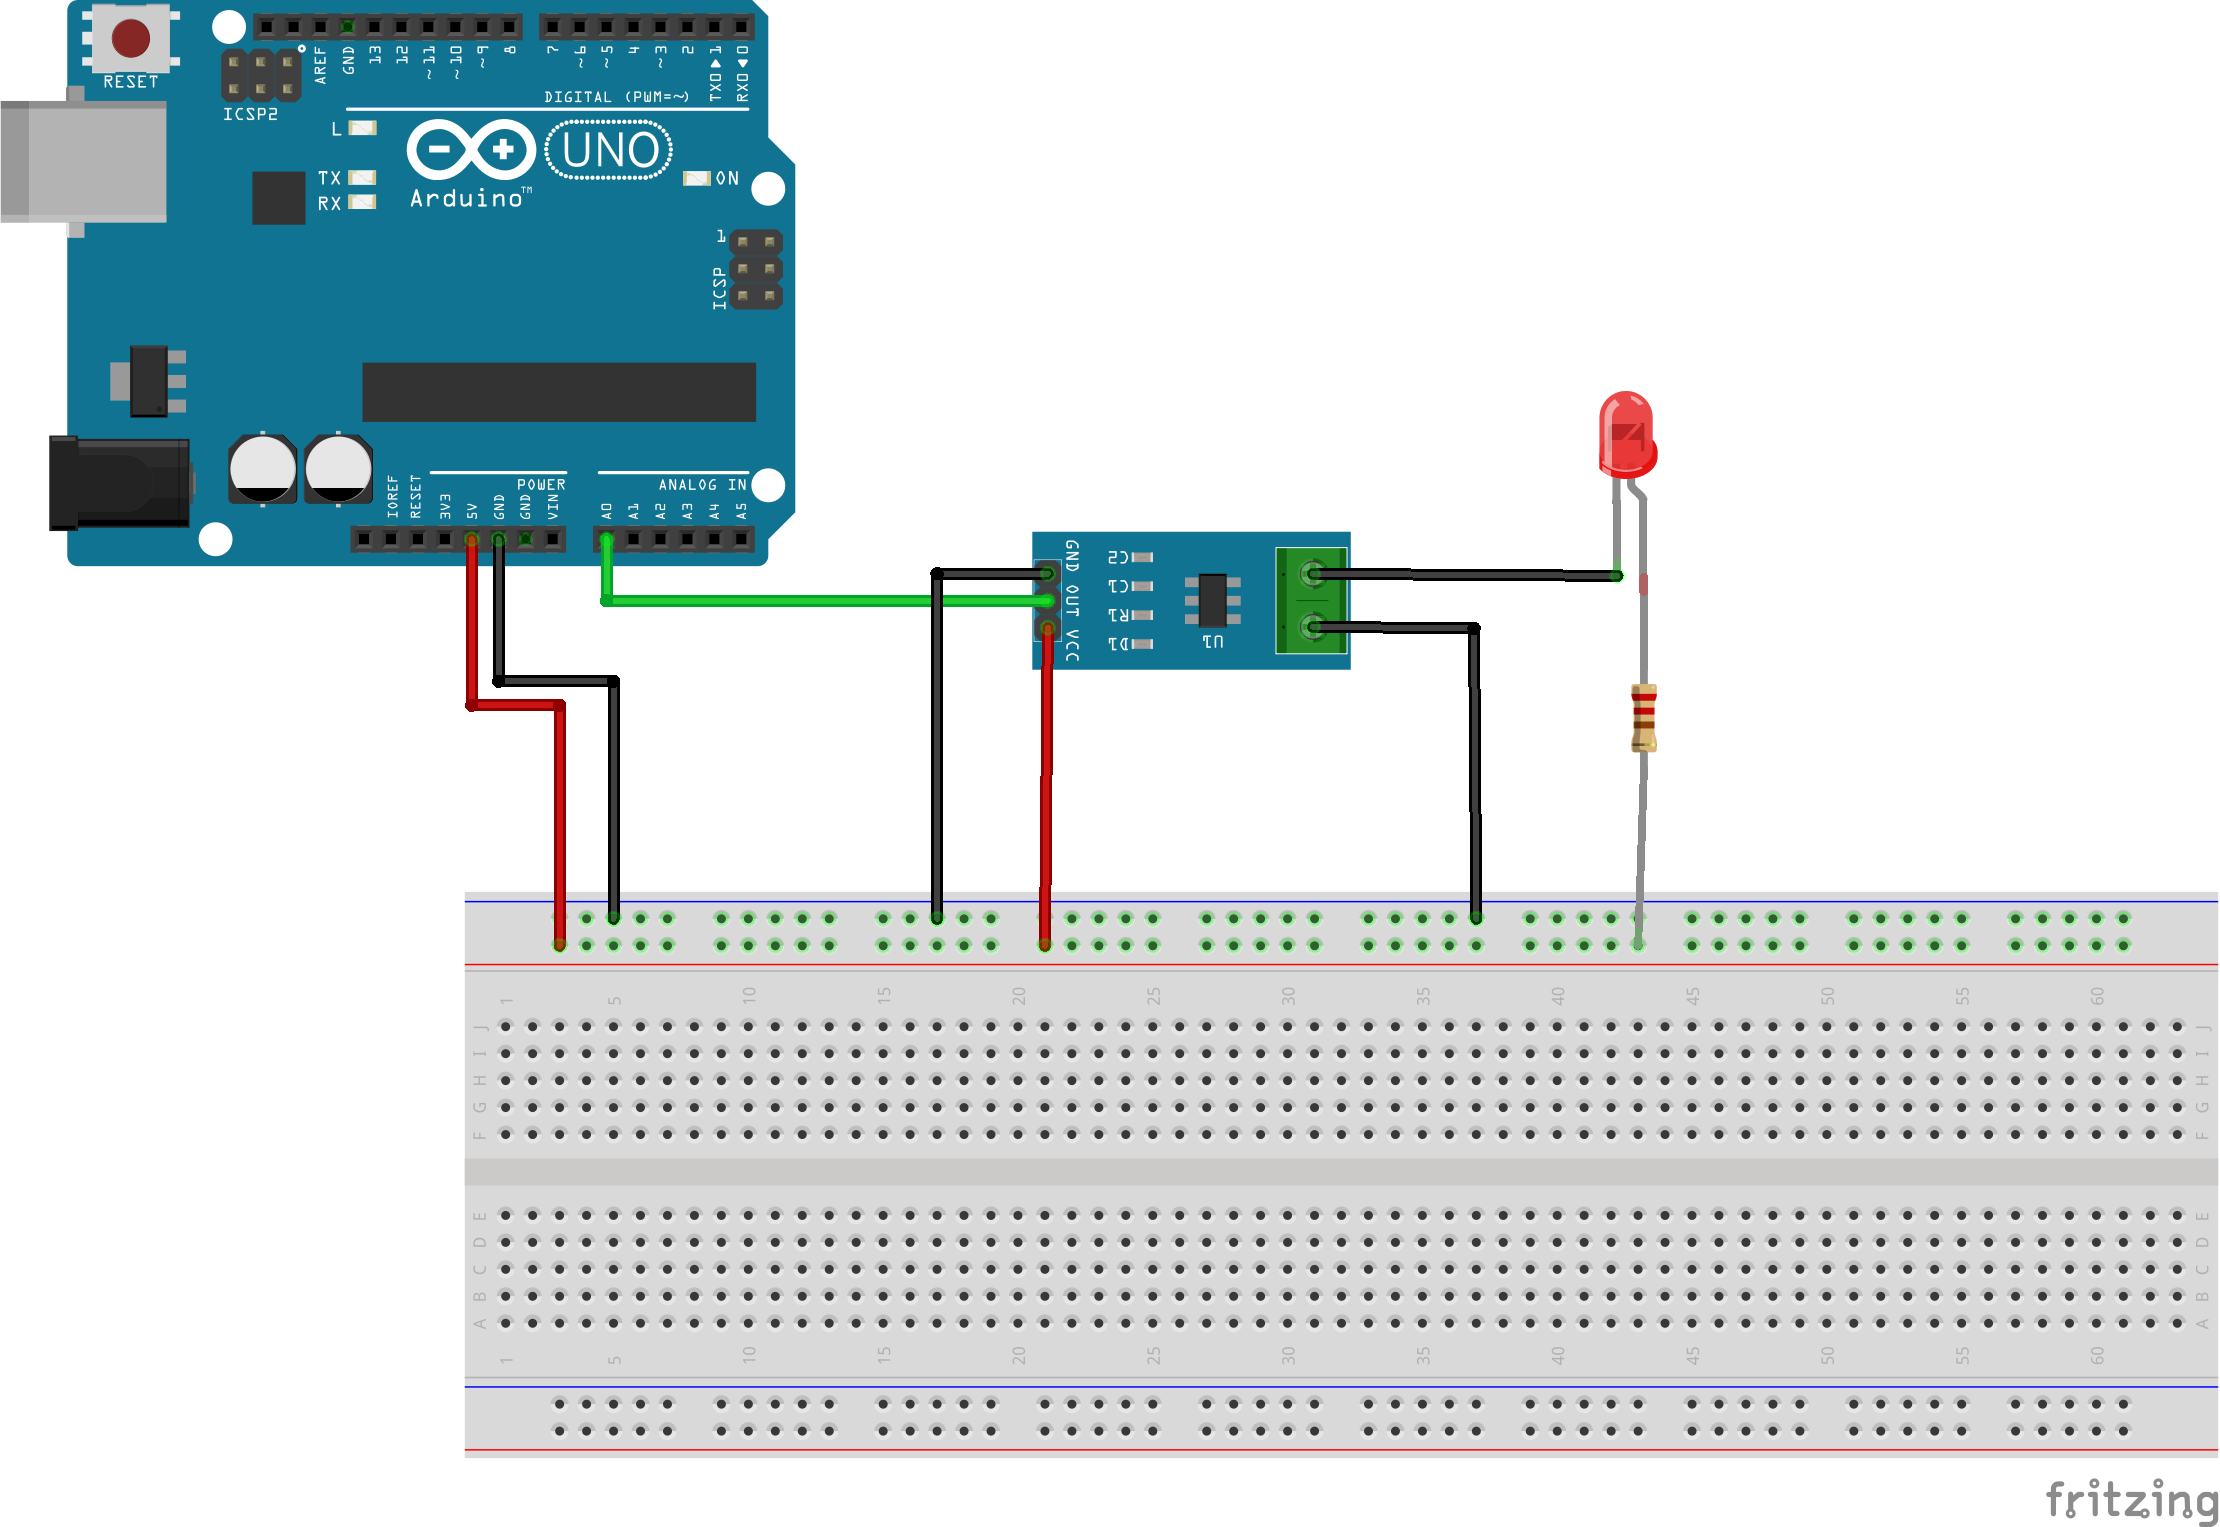 RESET
ICSP2
AREF
GND
13
12
~11
~10
~9
8
7
~6
~5
4
~3
2
TX0▶1
RX0◀0
DIGITAL (PWM=~)
L
TX
RX
UNO
Arduino™
ON
1
ICSP
IOREF
RESET
3V3
5V
GND
GND
VIN
POWER
A0
A1
A2
A3
A4
A5
ANALOG IN
GND OUT VCC
C2
C1
R1
D1
U1
1 5 10 15 20 25 30 35 40 45 50 55 60
J J
I I
H H
G G
F F
E E
D D
C C
B B
A A
1 5 10 15 20 25 30 35 40 45 50 55 60
fritzing